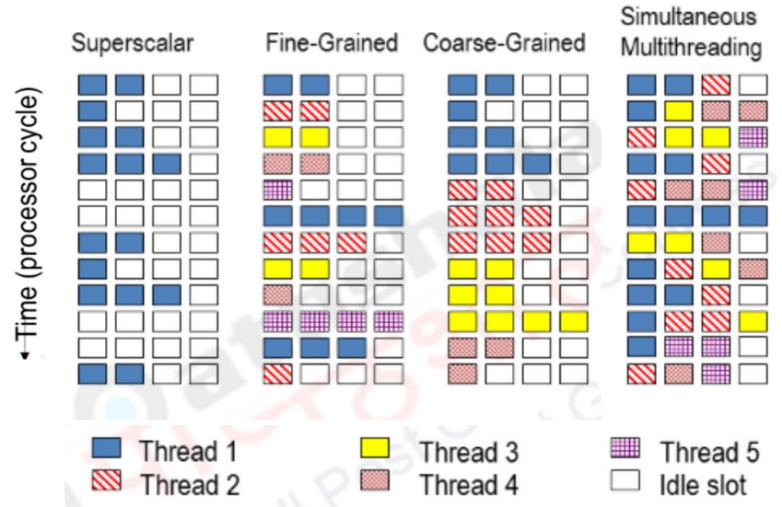 Superscalar
Fine-Grained
Coarse-Grained
Simultaneous
Multithreading
Time (processor cycle)
Thread 1
Thread 3
Thread 5
Thread 2
Thread 4
Idle slot